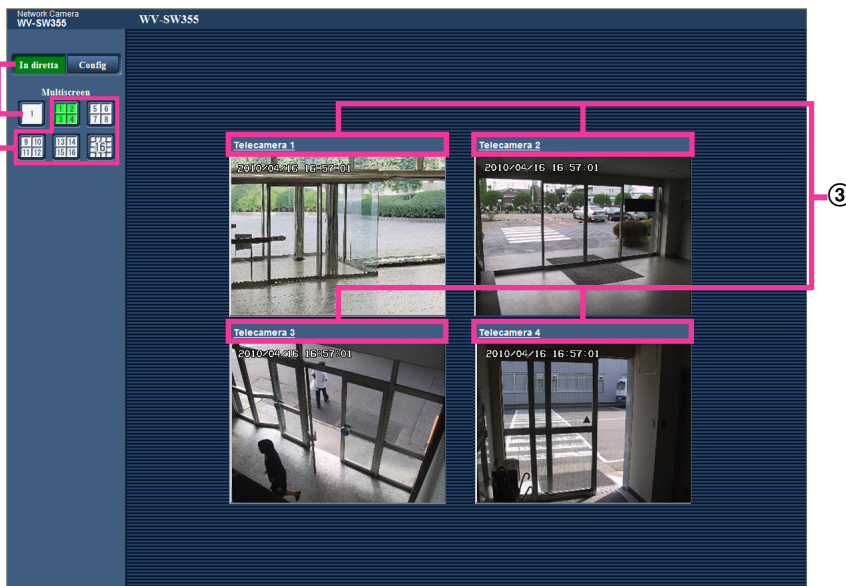 Network Camera
WV-SW355
WV-SW355
In diretta
Config
Multiscreen
1
1 2
3 4
5 6
7 8
9 10
11 12
13 14
15 16
16
③
Telecamera 1
Telecamera 2
2010/04/16 16:57:01
2010/04/16 16:57:01
Telecamera 3
Telecamera 4
2010/04/16 16:57:01
2010/04/16 16:57:01